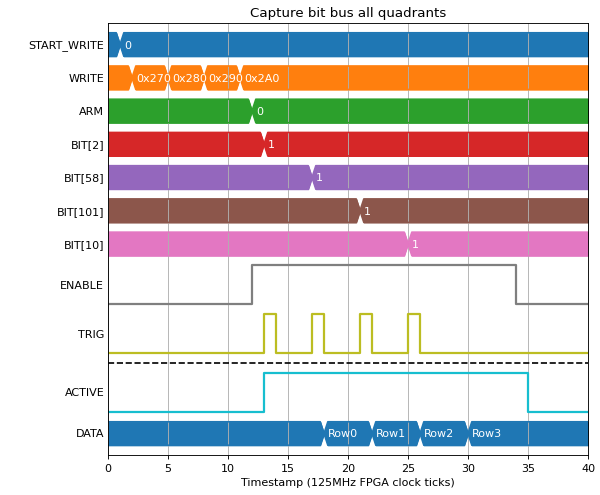 Capture bit bus all quadrants
START_WRITE 0
WRITE 0x270 0x280 0x290 0x2A0
ARM 0
BIT[2] 1
BIT[58] 1
BIT[101] 1
BIT[10] 1
ENABLE
TRIG
ACTIVE
DATA Row0 Row1 Row2 Row3
0 5 10 15 20 25 30 35 40
Timestamp (125MHz FPGA clock ticks)